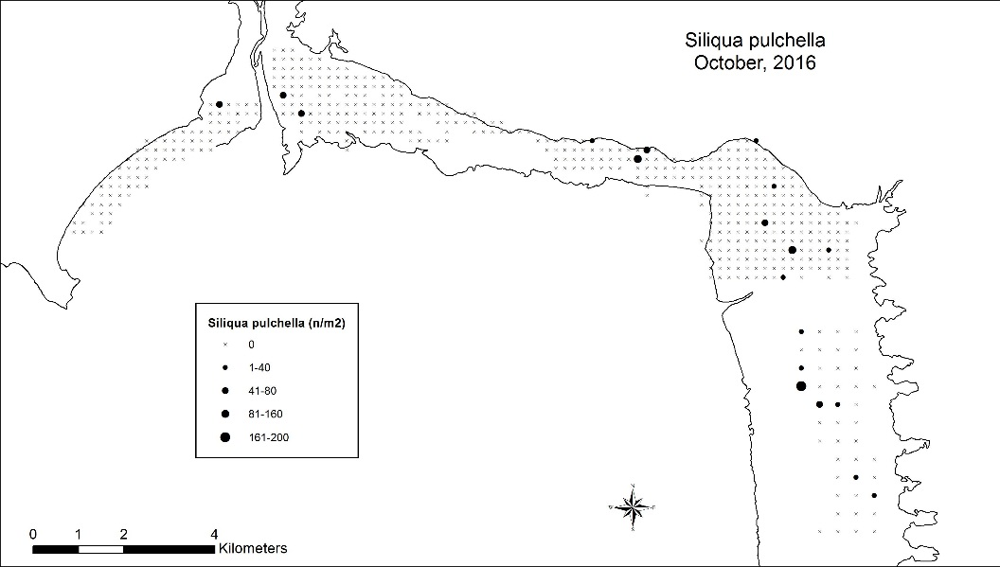 Siliqua pulchella
October, 2016
Siliqua pulchella (n/m2)
0
1-40
41-80
81-160
161-200
N
0 1 2 4
Kilometers